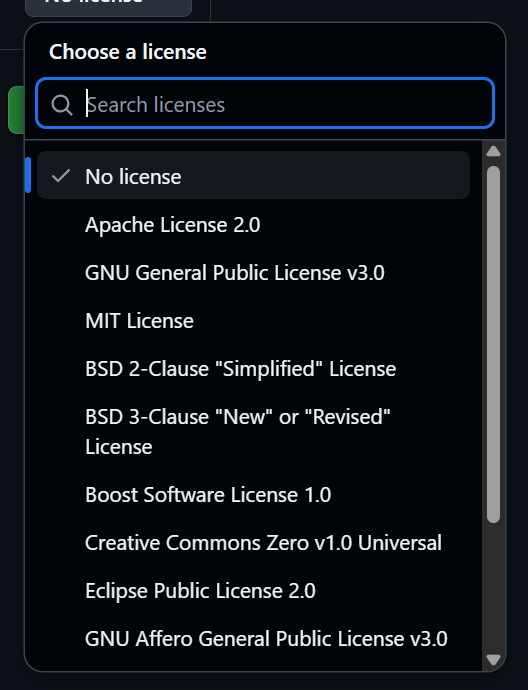 No license
Choose a license
Search licenses
No license
Apache License 2.0
GNU General Public License v3.0
MIT License
BSD 2-Clause "Simplified" License
BSD 3-Clause "New" or "Revised"
License
Boost Software License 1.0
Creative Commons Zero v1.0 Universal
Eclipse Public License 2.0
GNU Affero General Public License v3.0